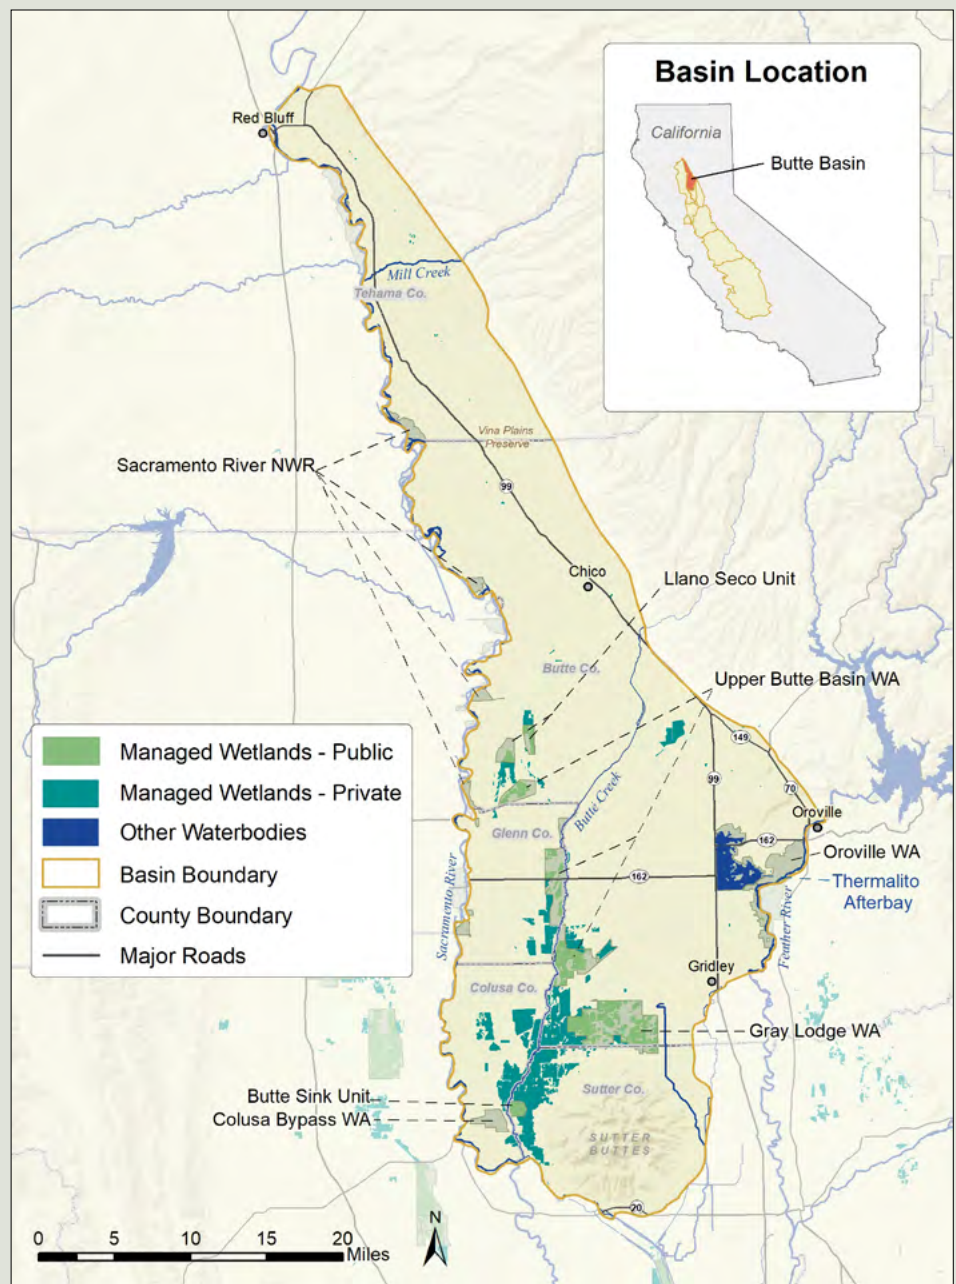 Basin Location
California
Butte Basin
Red Bluff
Mill Creek
Tehama Co.
Vina Plains
Preserve
Sacramento River NWR
99
Chico
Llano Seco Unit
Butte Co.
Upper Butte Basin WA
Managed Wetlands - Public
Managed Wetlands - Private
Other Waterbodies
Basin Boundary
County Boundary
Major Roads
149
99
70
Butte Creek
Oroville
Glenn Co.
162
Oroville WA
162
Thermalito
Afterbay
Sacramento River
Feather River
Gridley
Colusa Co.
Gray Lodge WA
Sutter Co.
Butte Sink Unit
Colusa Bypass WA
SUTTER
BUTTES
20
N
0 5 10 15 20
Miles